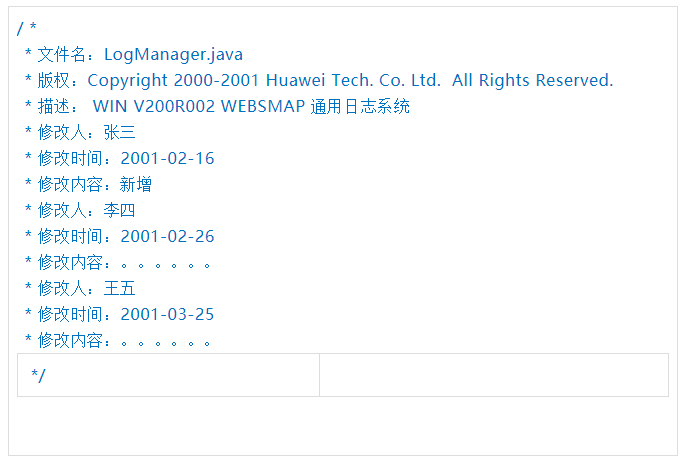 / *
* 文件名：LogManager.java
* 版权：Copyright 2000-2001 Huawei Tech. Co. Ltd.  All Rights Reserved.
* 描述： WIN V200R002 WEBSMAP 通用日志系统
* 修改人：张三
* 修改时间：2001-02-16
* 修改内容：新增
* 修改人：李四
* 修改时间：2001-02-26
* 修改内容：。。。。。。
* 修改人：王五
* 修改时间：2001-03-25
* 修改内容：。。。。。。
*/